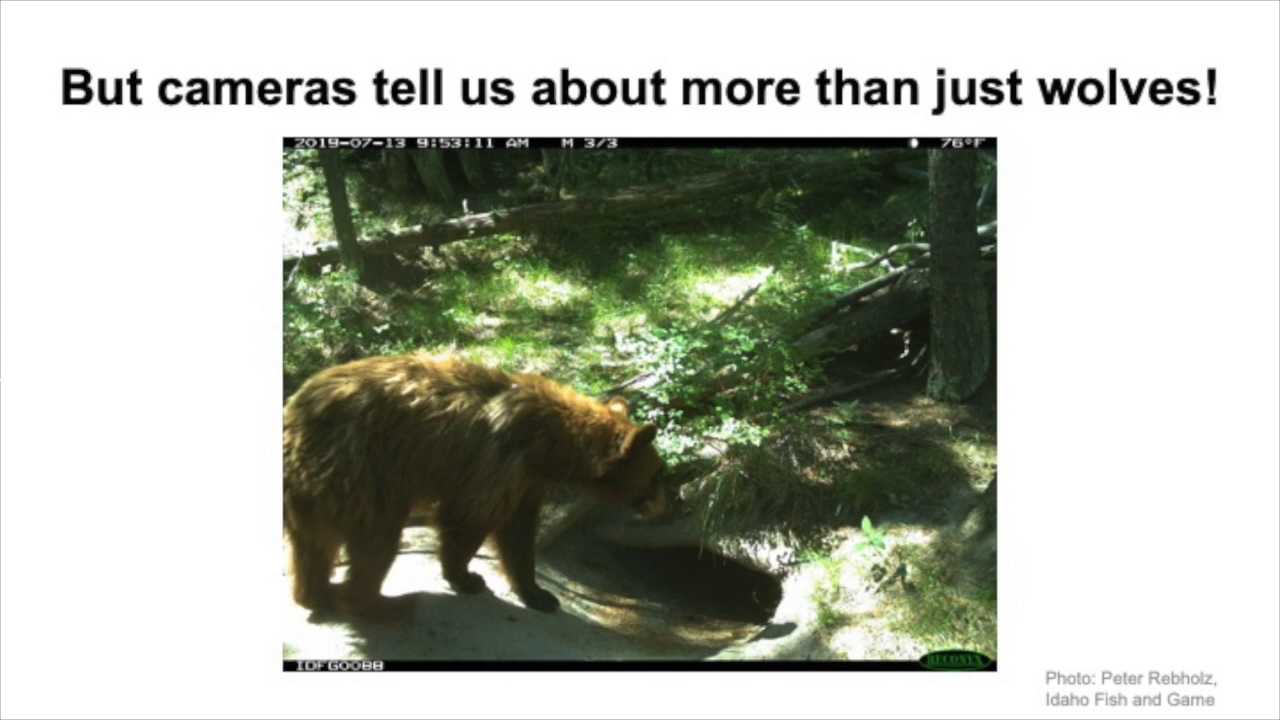 But cameras tell us about more than just wolves!
2019-07-13 9:53:11 AM M 3/3 76°F
IDFG0088
RECONYX
Photo: Peter Rebholz,
Idaho Fish and Game